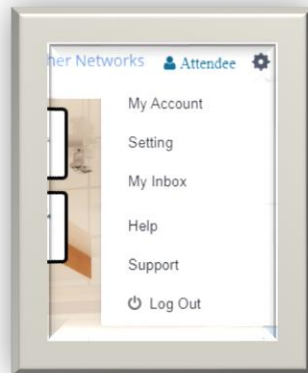 her Networks Attendee
My Account
Setting
My Inbox
Help
Support
Log Out